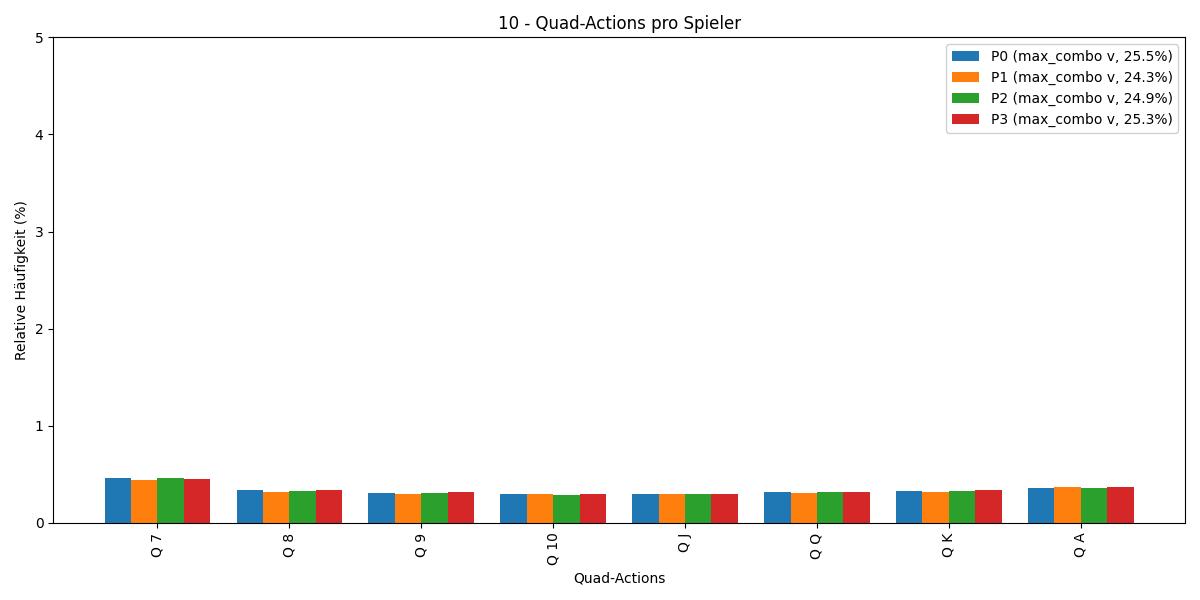 10 - Quad-Actions pro Spieler
P0 (max_combo v, 25.5%)
P1 (max_combo v, 24.3%)
P2 (max_combo v, 24.9%)
P3 (max_combo v, 25.3%)
Relative Häufigkeit (%)
5
4
3
2
1
0
Q 7
Q 8
Q 9
Q 10
Q J
Q Q
Q K
Q A
Quad-Actions